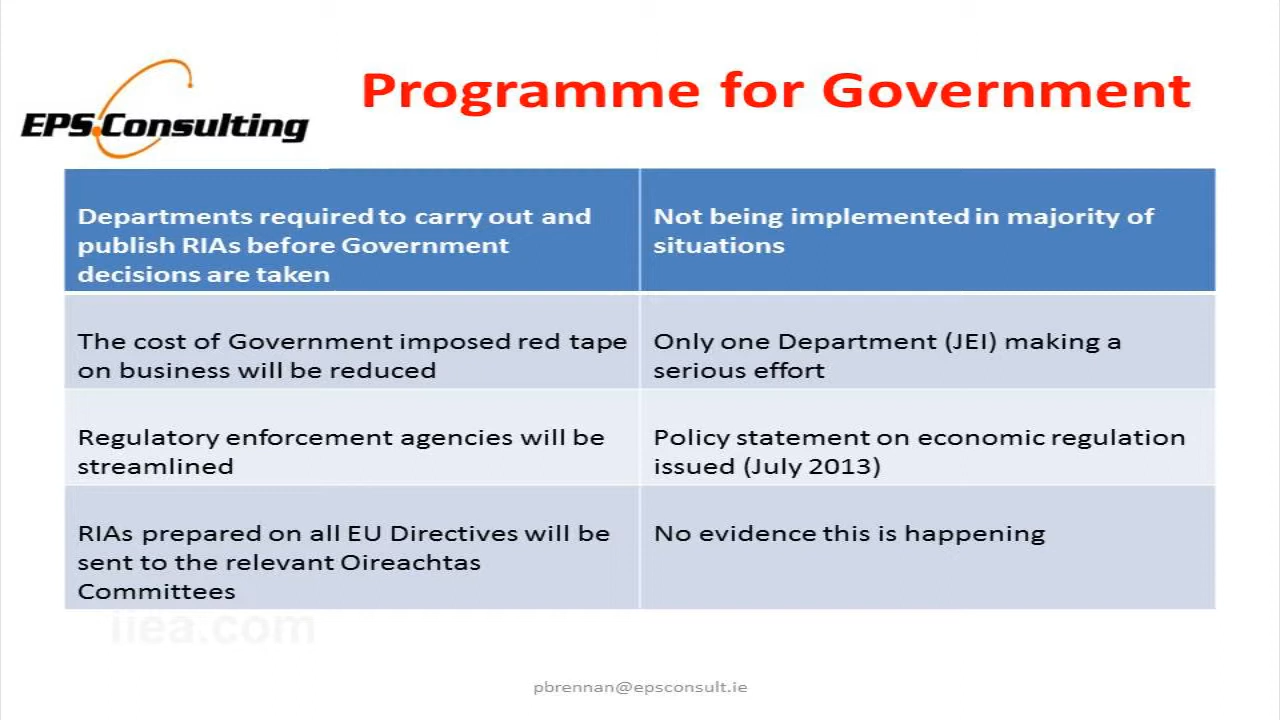 EPS.Consulting
Programme for Government
Departments required to carry out and
publish RIAs before Government
decisions are taken
Not being implemented in majority of
situations
The cost of Government imposed red tape
on business will be reduced
Only one Department (JEI) making a
serious effort
Regulatory enforcement agencies will be
streamlined
Policy statement on economic regulation
issued (July 2013)
RIAs prepared on all EU Directives will be
sent to the relevant Oireachtas
Committees
No evidence this is happening
iiea.com
pbrennan@epsconsult.ie